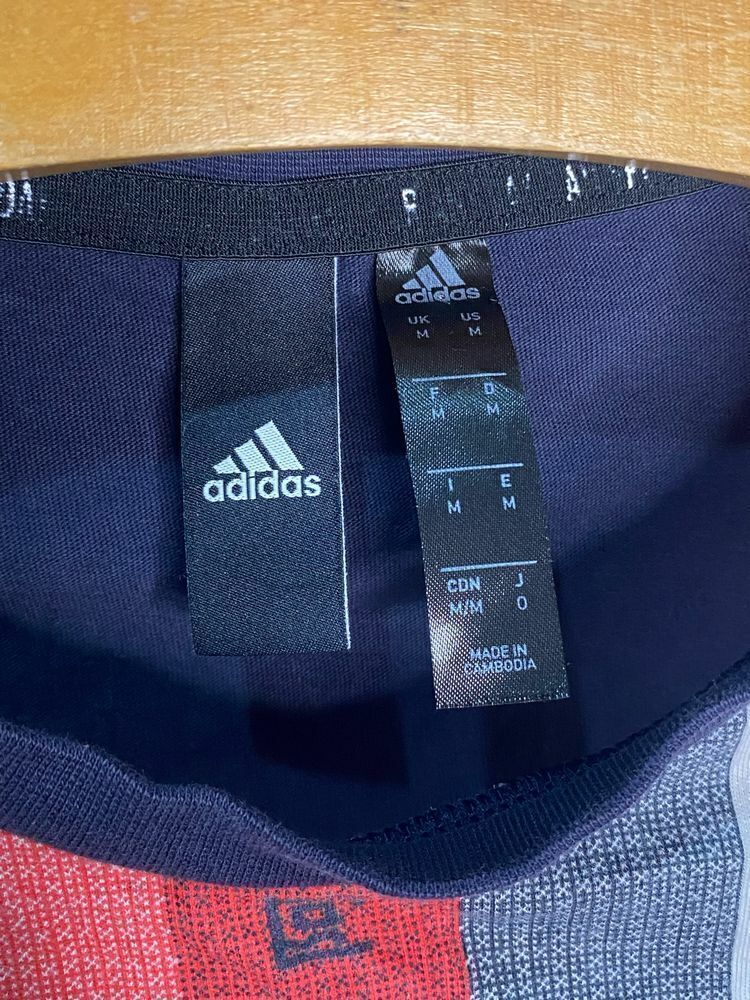 adidas
adidas
UK US
M M
F D
M M
I E
M M
CDN J
M/M O
MADE IN
CAMBODIA